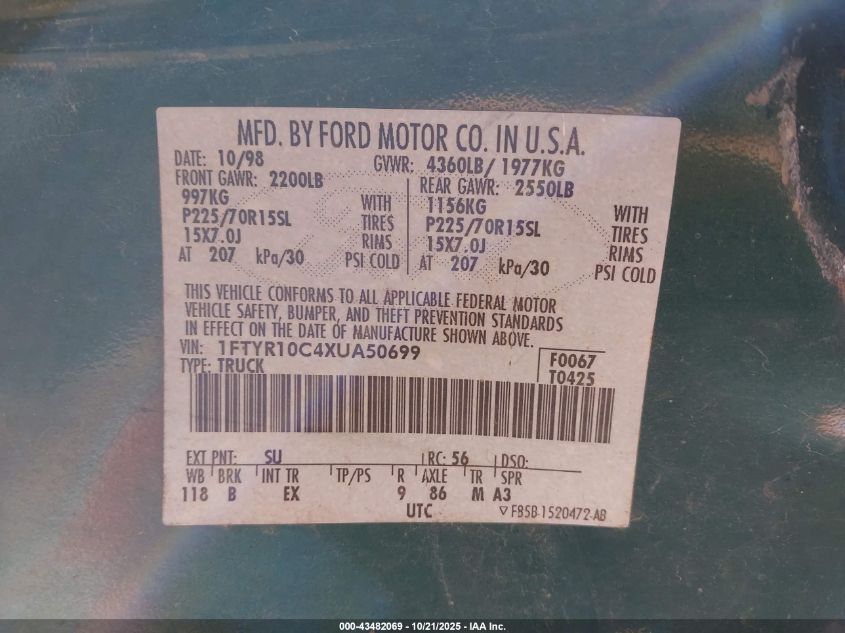 MFD. BY FORD MOTOR CO. IN U.S.A.
DATE: 10/98 GVWR: 4360LB/ 1977KG
FRONT GAWR: 2200LB REAR GAWR: 2550LB
997KG WITH 1156KG WITH
P225/70R15SL TIRES P225/70R15SL TIRES
15X7.0J RIMS 15X7.0J RIMS
AT 207 kPa/30 PSI COLD AT 207 kPa/30 PSI COLD
THIS VEHICLE CONFORMS TO ALL APPLICABLE FEDERAL MOTOR
VEHICLE SAFETY, BUMPER, AND THEFT PREVENTION STANDARDS
IN EFFECT ON THE DATE OF MANUFACTURE SHOWN ABOVE.
VIN: 1FTYR10C4XUA50699 F0067
TYPE: TRUCK T0425
EXT PNT: SU RC: 56 DSO:
WB BRK INT TR TP/PS R AXLE TR SPR
118 B EX 9 86 M A3
UTC F85B-1520472-AB
000-43482069 - 10/21/2025 - IAA Inc.